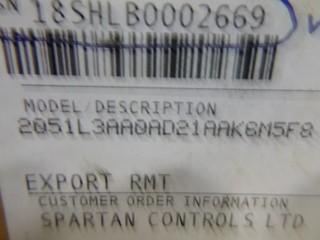 18SHLB0002669
MODEL/DESCRIPTION
2051L3AA0AD21AAK6M5F8
EXPORT RMT
CUSTOMER ORDER INFORMATION
SPARTAN CONTROLS LTD